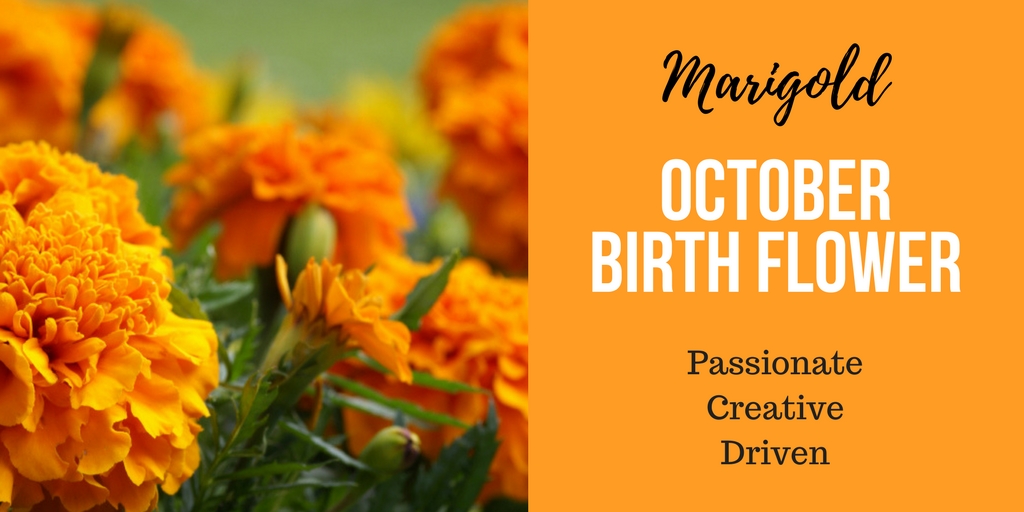 Marigold
OCTOBER
BIRTH FLOWER
Passionate
Creative
Driven